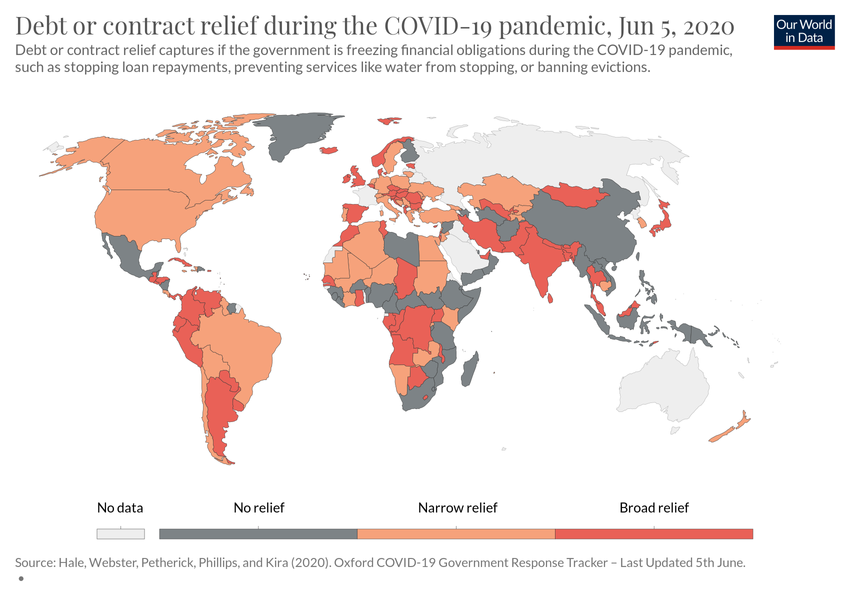 Debt or contract relief during the COVID-19 pandemic, Jun 5, 2020
Our World
in Data
Debt or contract relief captures if the government is freezing financial obligations during the COVID-19 pandemic,
such as stopping loan repayments, preventing services like water from stopping, or banning evictions.
No data
No relief
Narrow relief
Broad relief
Source: Hale, Webster, Petherick, Phillips, and Kira (2020). Oxford COVID-19 Government Response Tracker – Last Updated 5th June.
•